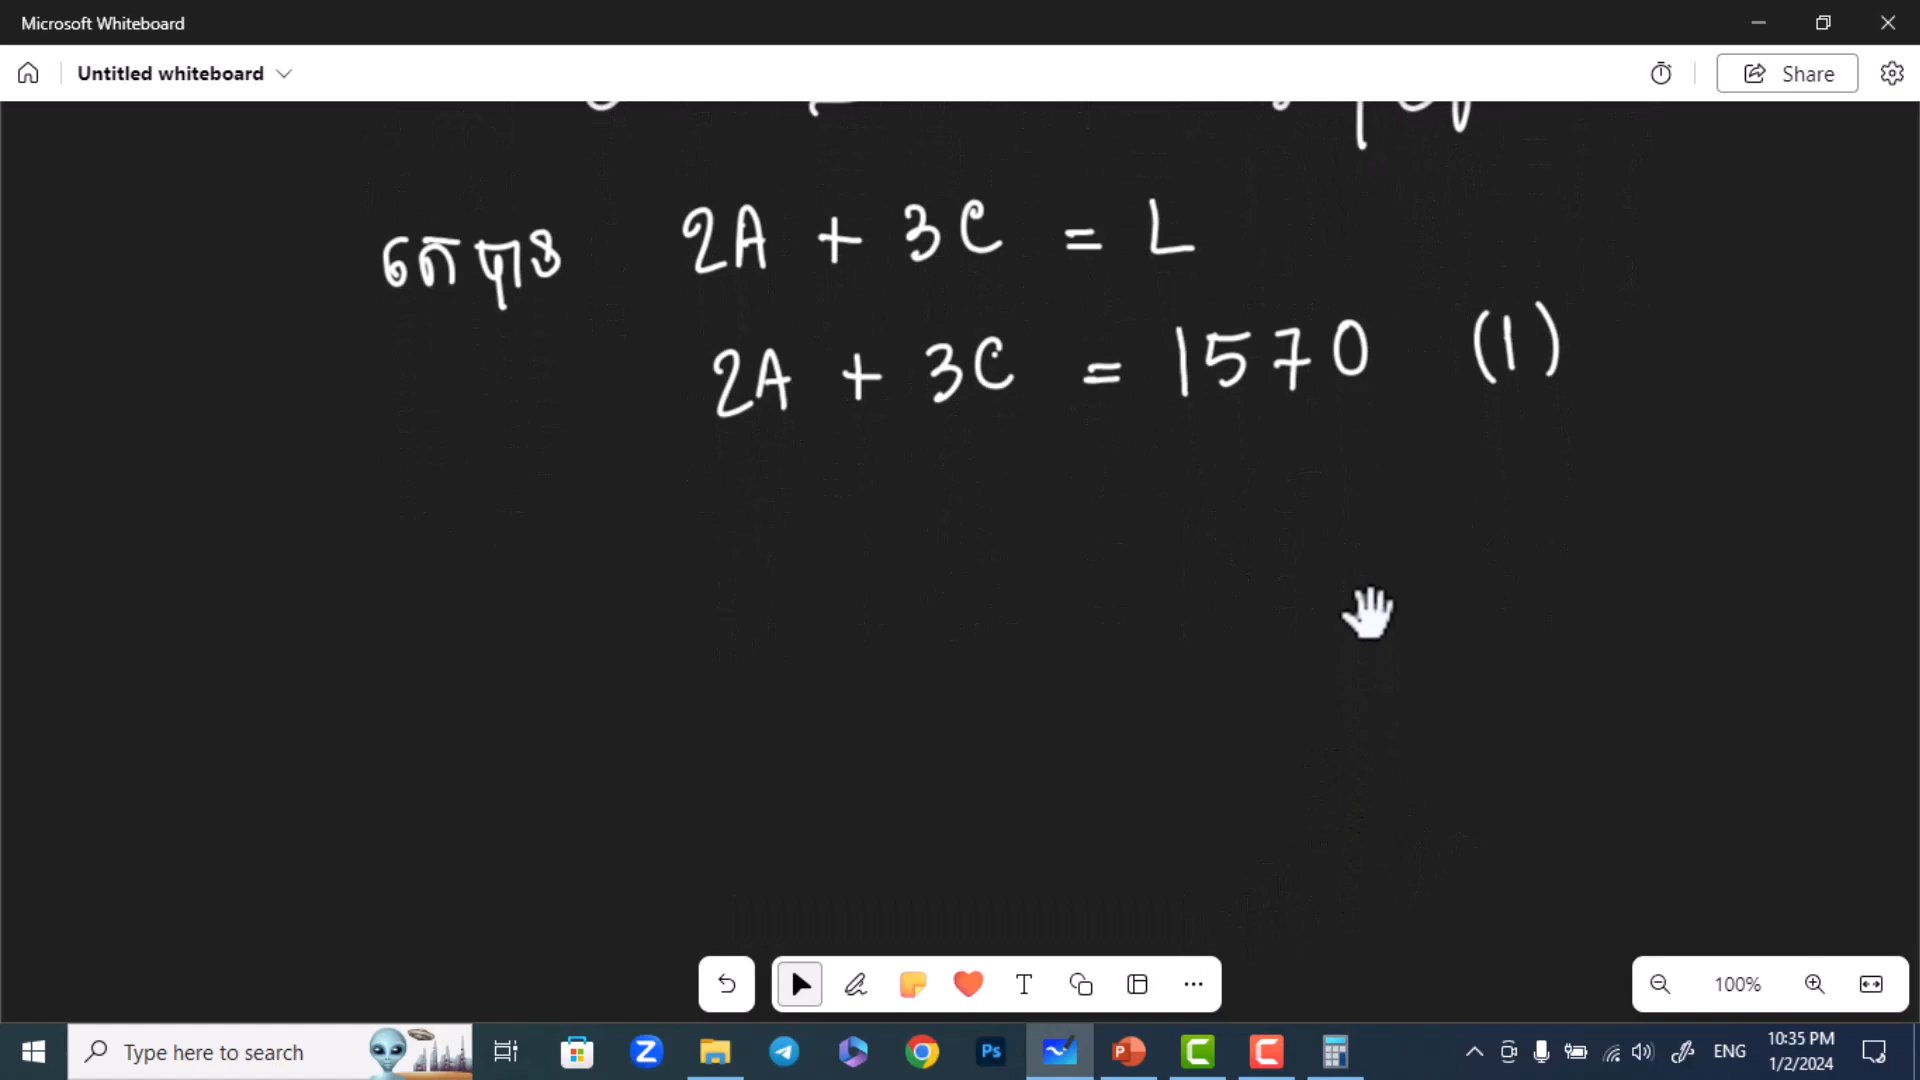 Microsoft Whiteboard
Untitled whiteboard
Share
គេបាន 2A + 3C = L
2A + 3C = 1570 (1)
T
100%
Type here to search
Z
Ps
P
C
C
ENG
10:35 PM
1/2/2024